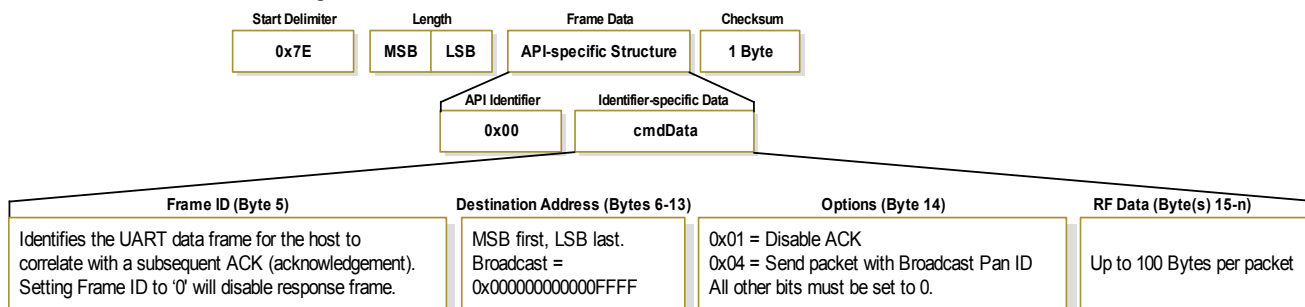 Start Delimiter Length Frame Data Checksum
0x7E MSB LSB API-specific Structure 1 Byte
API Identifier Identifier-specific Data
0x00 cmdData
Frame ID (Byte 5)
Identifies the UART data frame for the host to
correlate with a subsequent ACK (acknowledgement).
Setting Frame ID to ‘0’ will disable response frame.
Destination Address (Bytes 6-13)
MSB first, LSB last.
Broadcast =
0x000000000000FFFF
Options (Byte 14)
0x01 = Disable ACK
0x04 = Send packet with Broadcast Pan ID
All other bits must be set to 0.
RF Data (Byte(s) 15-n)
Up to 100 Bytes per packet